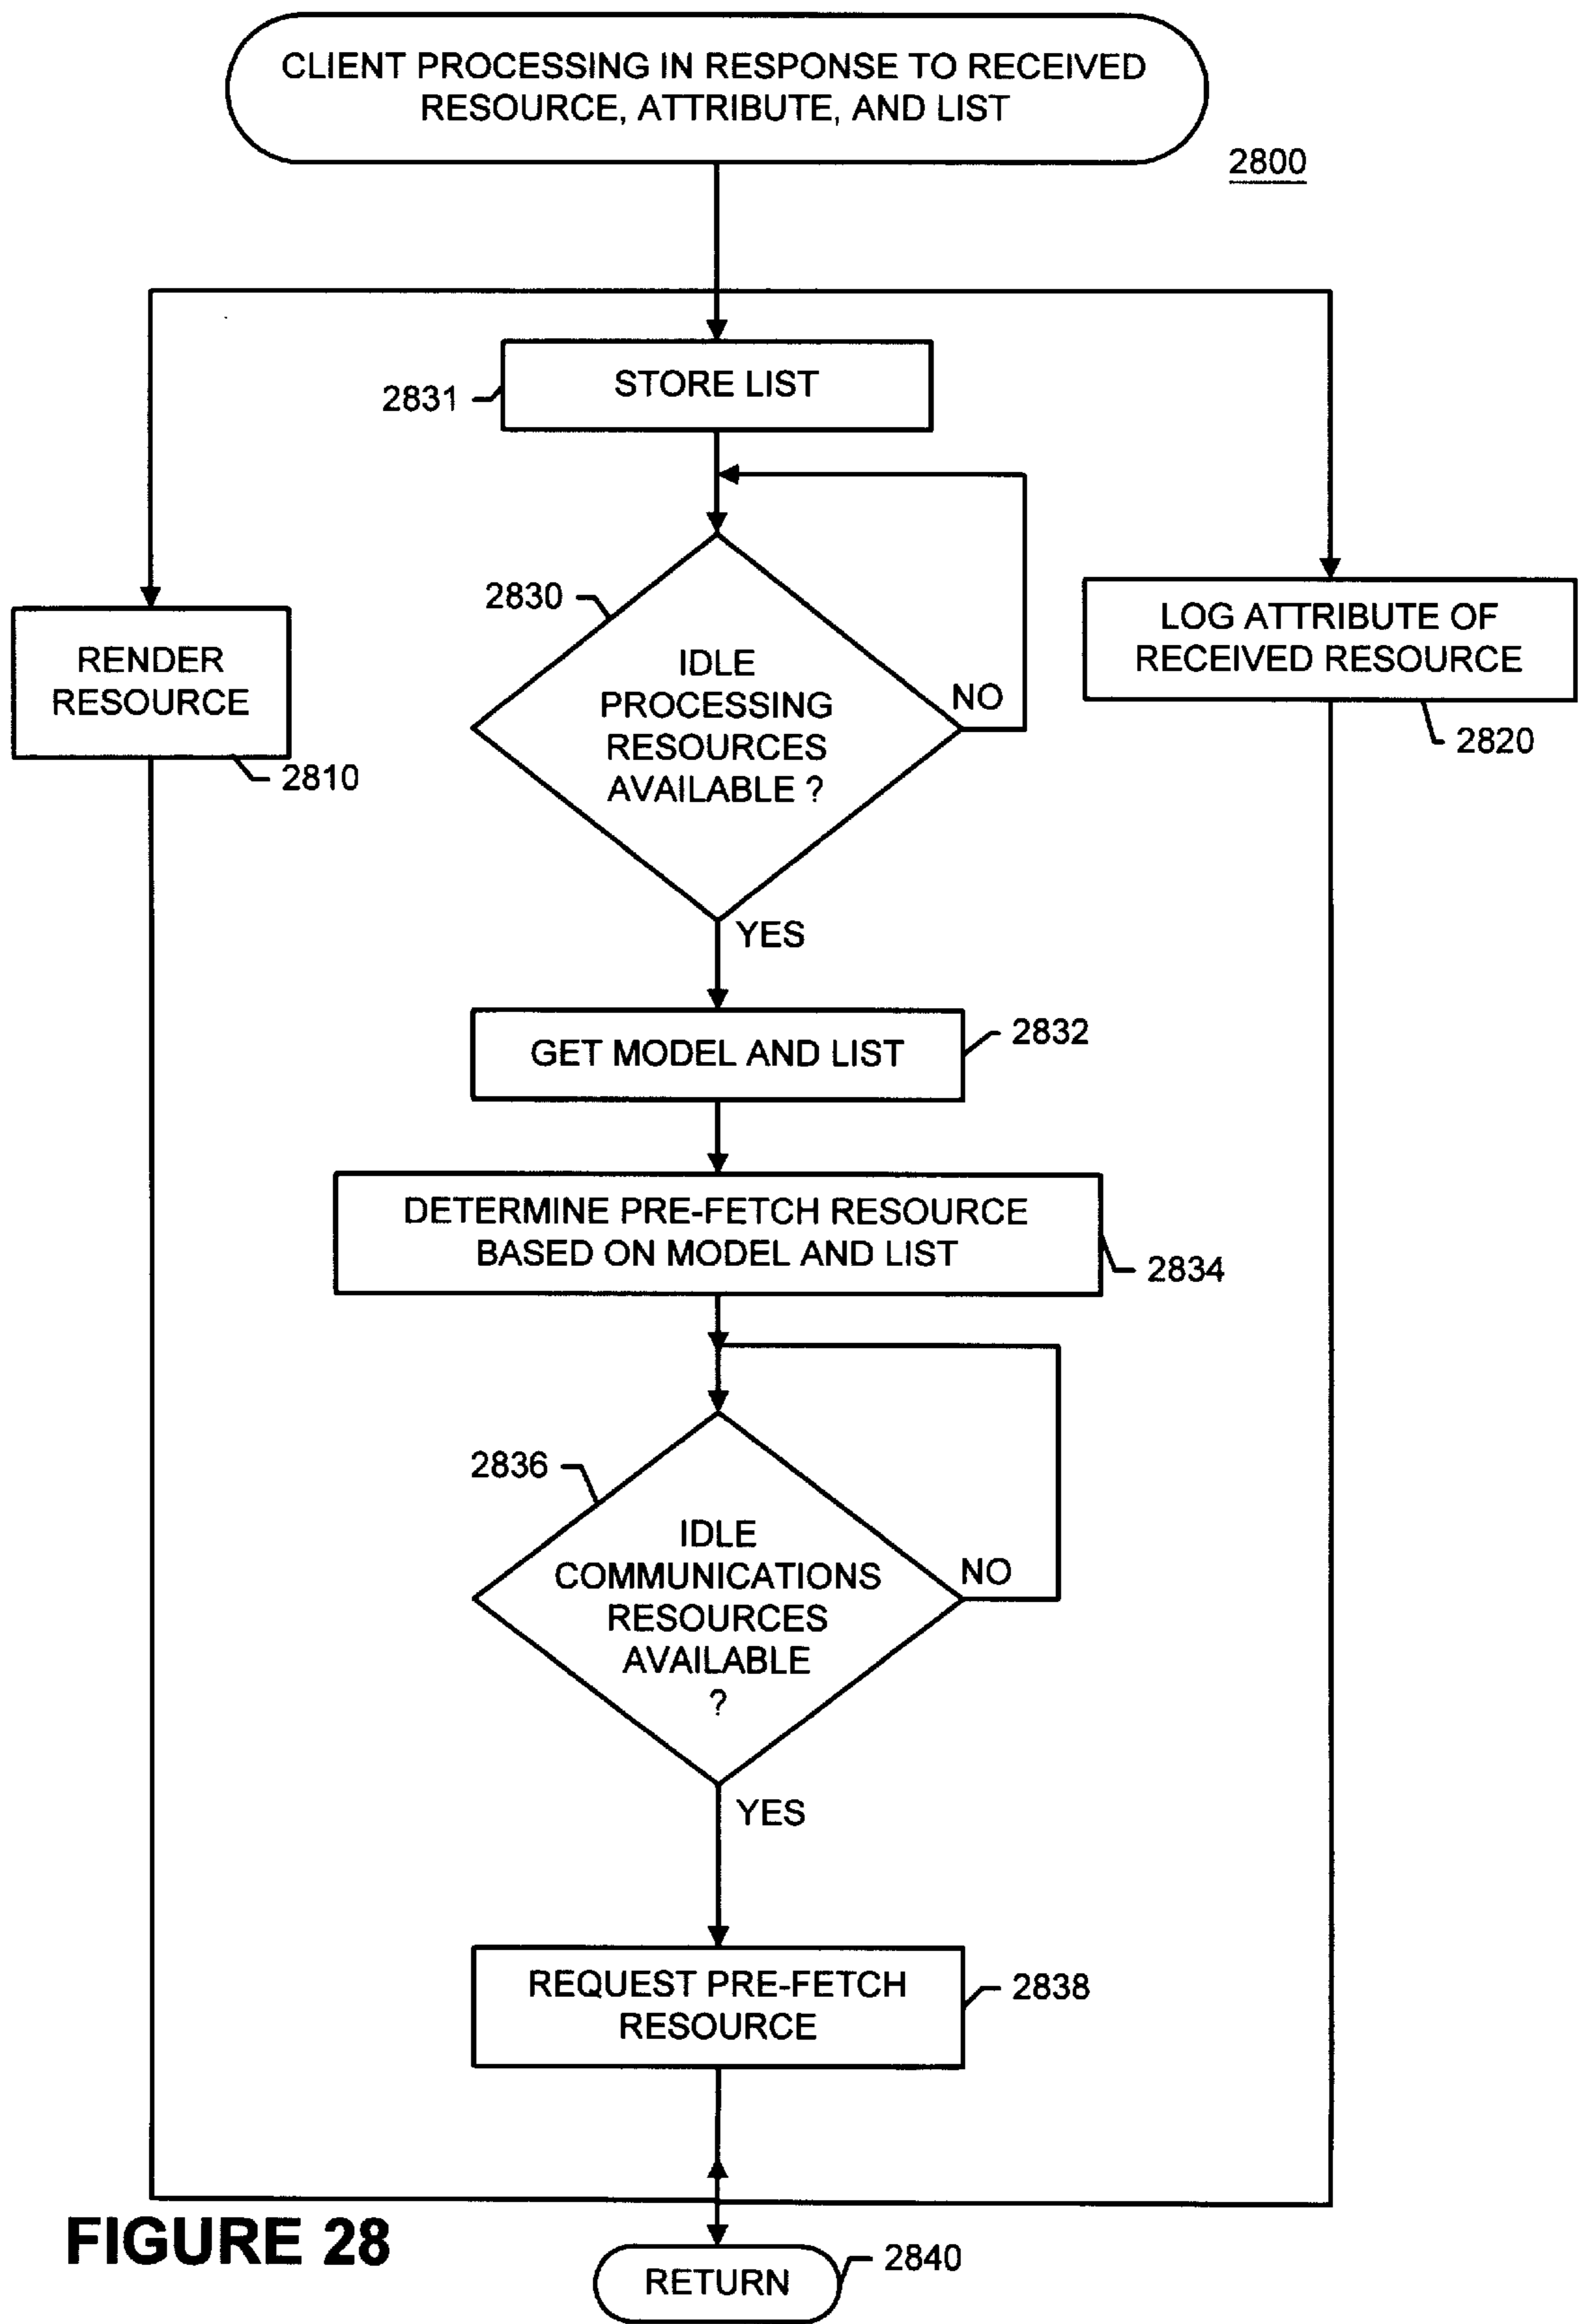 CLIENT PROCESSING IN RESPONSE TO RECEIVED
RESOURCE, ATTRIBUTE, AND LIST
2800
STORE LIST
2831
2830
IDLE
PROCESSING
RESOURCES
AVAILABLE ?
NO
YES
RENDER
RESOURCE
2810
LOG ATTRIBUTE OF
RECEIVED RESOURCE
2820
GET MODEL AND LIST
2832
DETERMINE PRE-FETCH RESOURCE
BASED ON MODEL AND LIST
2834
2836
IDLE
COMMUNICATIONS
RESOURCES
AVAILABLE
?
NO
YES
REQUEST PRE-FETCH
RESOURCE
2838
FIGURE 28
RETURN
2840